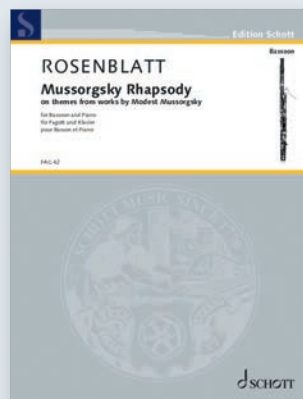 Edition Schott
Bassoon
ROSENBLATT
Mussorgsky Rhapsody
on themes from works by Modest Mussorgsky
for Bassoon and Piano
für Fagott und Klavier
pour Basson et Piano
FAG 42
SCHOTT